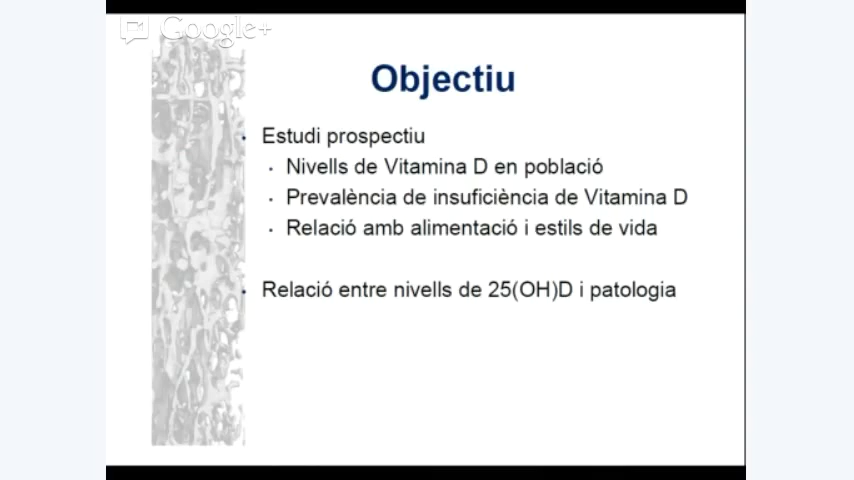 Google+
Objectiu
Estudi prospectiu
Nivells de Vitamina D en població
Prevalència de insuficiència de Vitamina D
Relació amb alimentació i estils de vida
Relació entre nivells de 25(OH)D i patologia